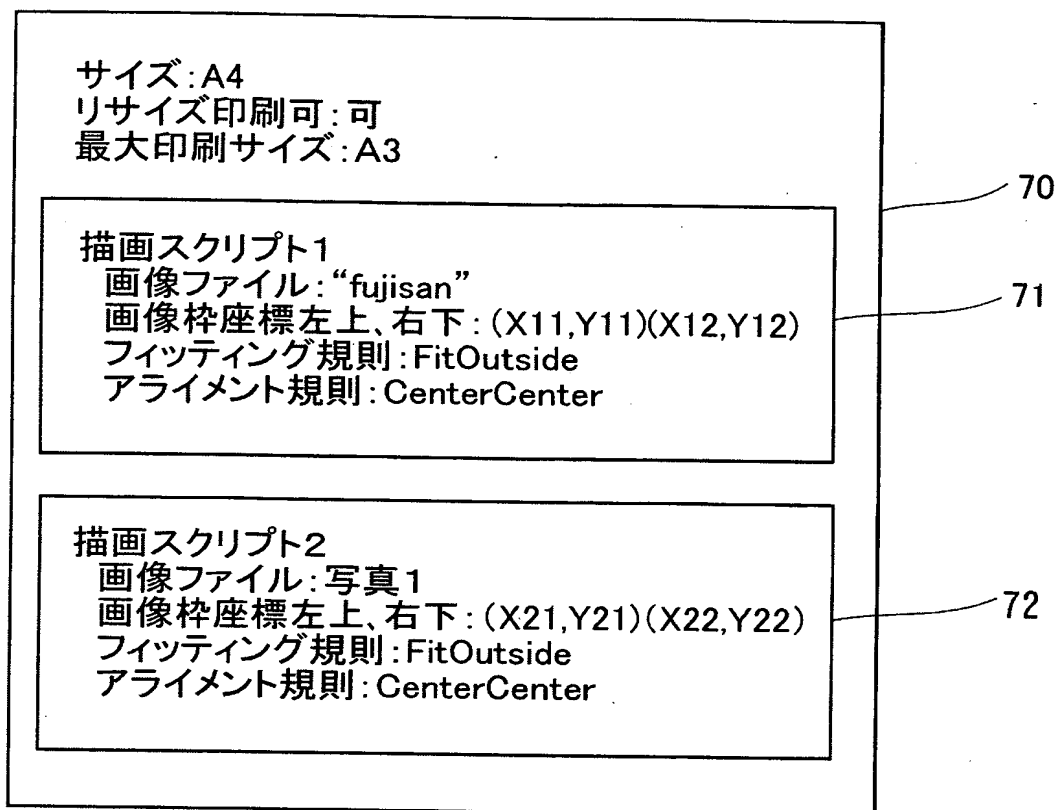 サイズ:A4
リサイズ印刷可:可
最大印刷サイズ:A3
70
描画スクリプト1
画像ファイル:“fujisan”
画像枠座標左上、右下:(X11,Y11)(X12,Y12)
フィッティング規則:FitOutside
アライメント規則:CenterCenter
71
描画スクリプト2
画像ファイル:写真1
画像枠座標左上、右下:(X21,Y21)(X22,Y22)
フィッティング規則:FitOutside
アライメント規則:CenterCenter
72